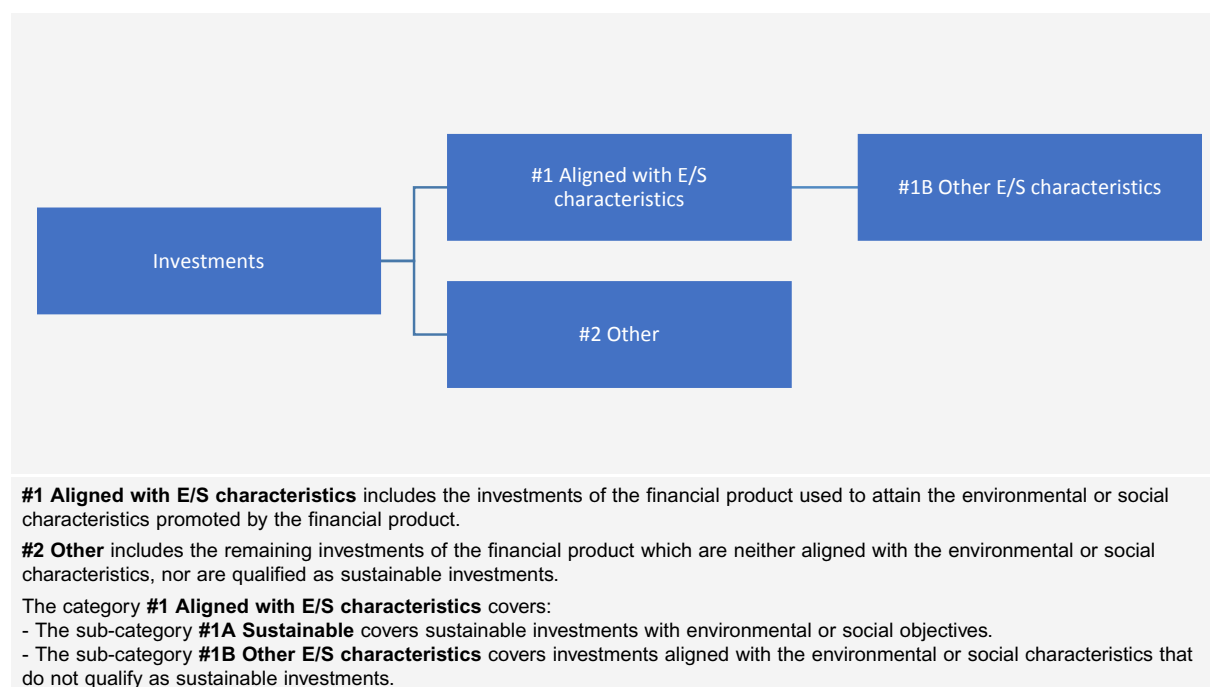 #1 Aligned with E/S
characteristics
#1B Other E/S characteristics
Investments
#2 Other
#1 Aligned with E/S characteristics includes the investments of the financial product used to attain the environmental or social
characteristics promoted by the financial product.
#2 Other includes the remaining investments of the financial product which are neither aligned with the environmental or social
characteristics, nor are qualified as sustainable investments.
The category #1 Aligned with E/S characteristics covers:
- The sub-category #1A Sustainable covers sustainable investments with environmental or social objectives.
- The sub-category #1B Other E/S characteristics covers investments aligned with the environmental or social characteristics that
do not qualify as sustainable investments.